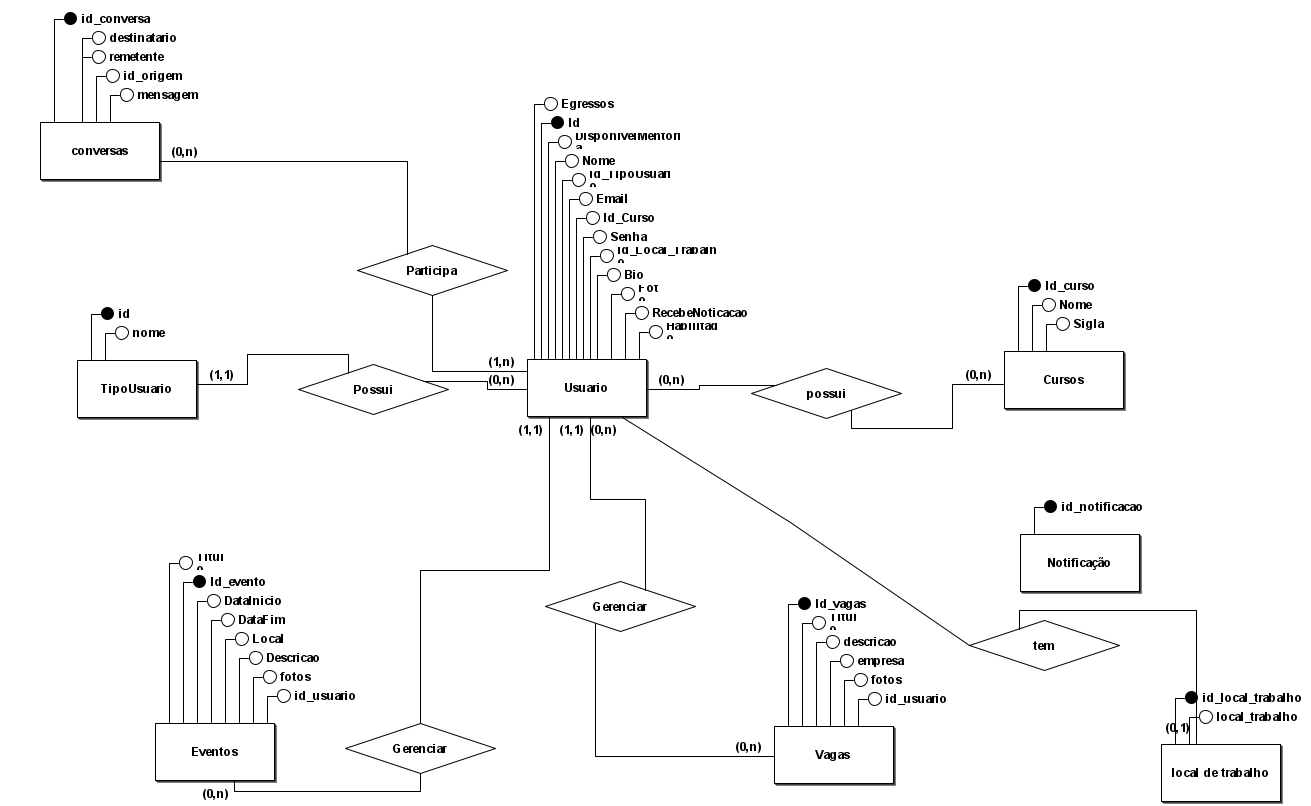 id_conversa
destinatario
remetente
id_origem
mensagem
conversas
(0,n)
Participa
Egressos
Id
DisponivelMentori
a
Nome
Id_TipoUsuari
o
Email
Id_Curso
Senha
Id_Local_Trabalh
o
Bio
Fot
o
RecebeNoticacao
Habilitad
o
id
nome
TipoUsuario
(1,1)
Possui
(1,n)
(0,n)
Usuario
(0,n)
possui
(0,n)
Id_curso
Nome
Sigla
Cursos
(1,1)
(1,1)
(0,n)
id_notificacao
Notificação
Titul
o
Id_evento
DataInicio
DataFim
Local
Descricao
fotos
id_usuario
Eventos
(0,n)
Gerenciar
Gerenciar
Id_vagas
Titul
o
descricao
empresa
fotos
id_usuario
(0,n)
Vagas
tem
id_local_trabalho
local_trabalho
(0,1)
local de trabalho